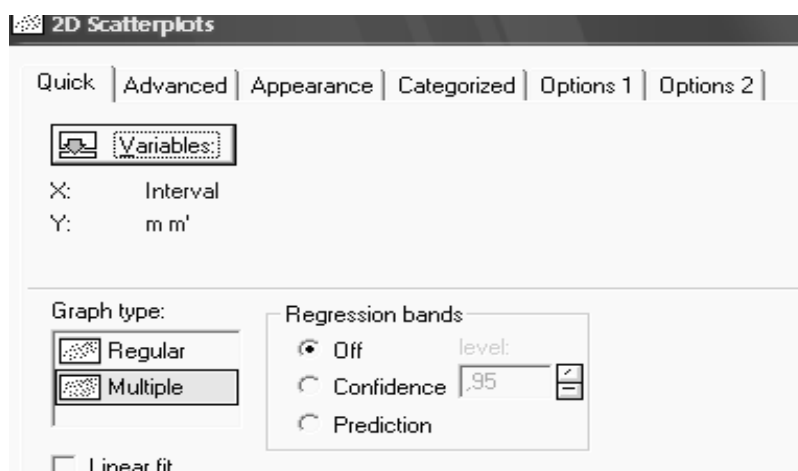 2D Scatterplots
Quick Advanced Appearance Categorized Options 1 Options 2
Variables:
X: Interval
Y: m m'
Graph type:
Regular
Multiple
Regression bands
Off level:
Confidence ,95
Prediction
Linear fit